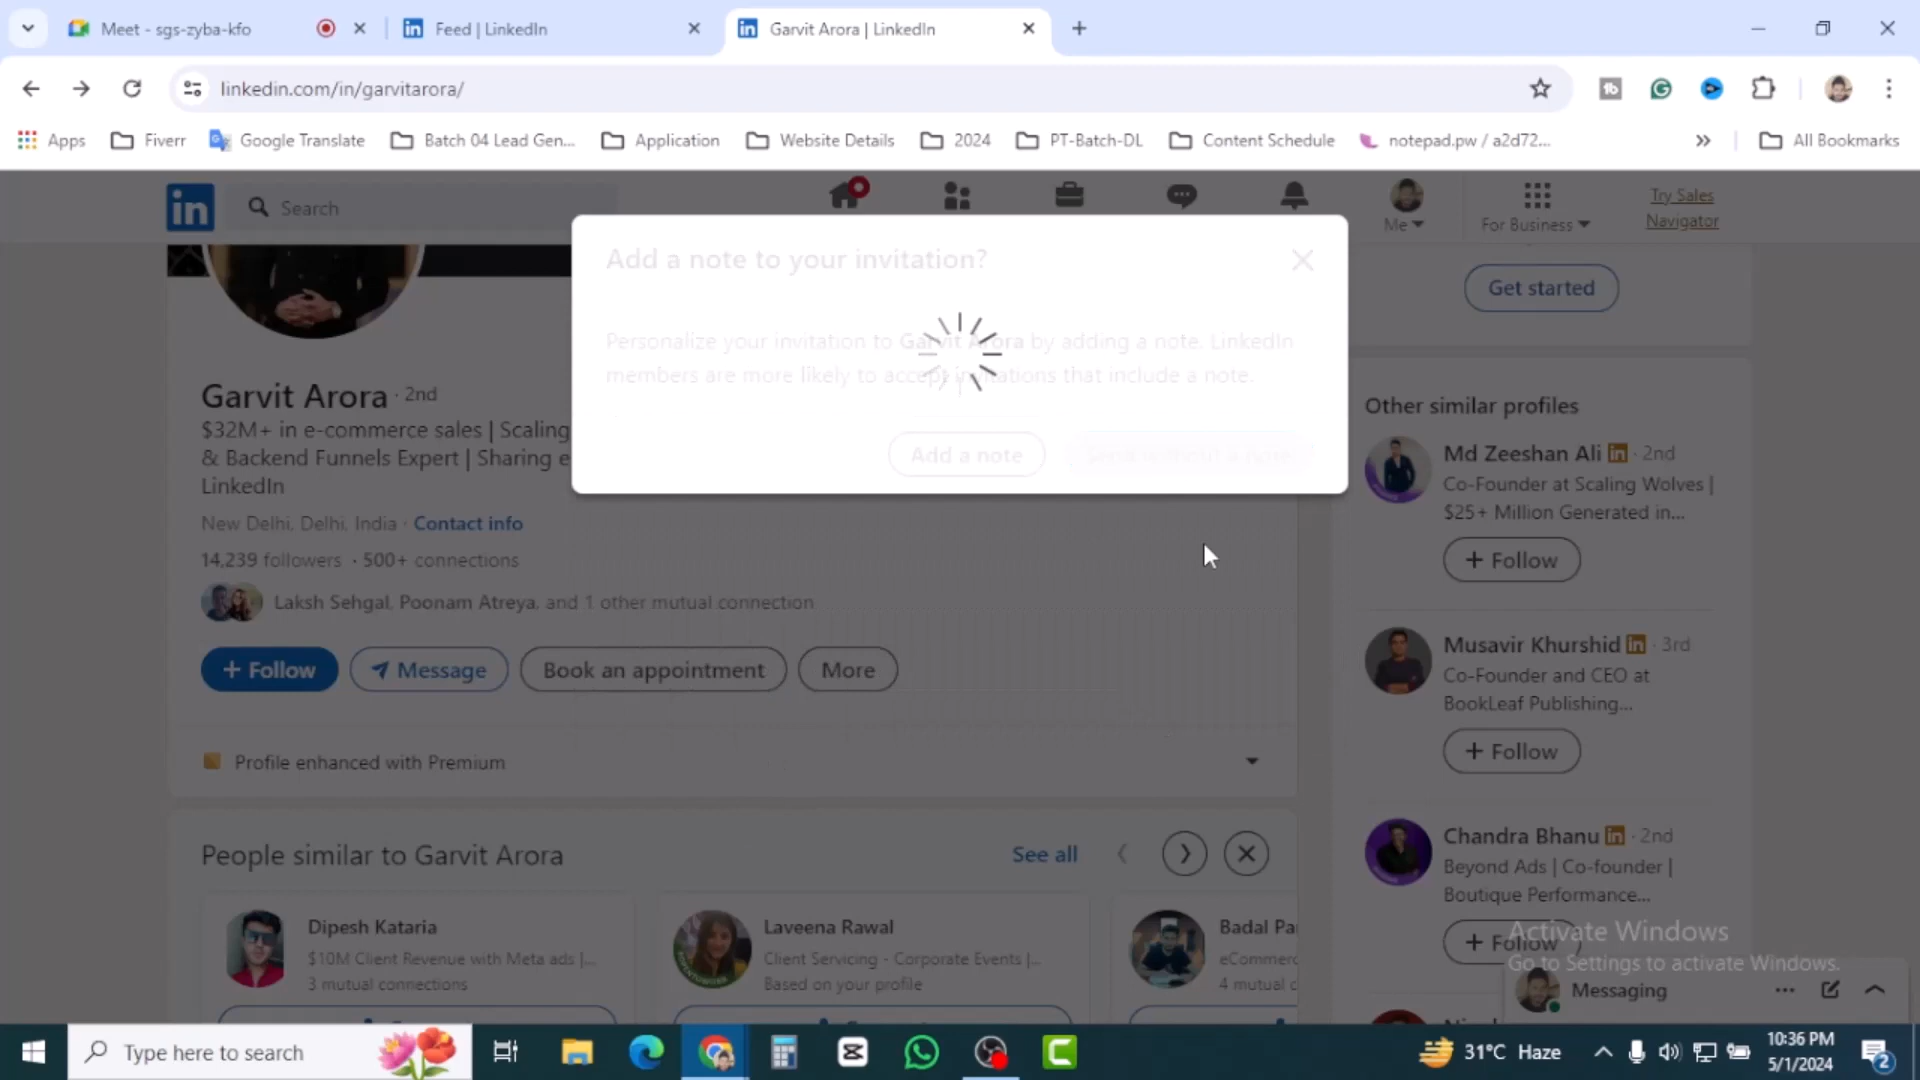 Meet - sgs-zyba-kfo
Feed | LinkedIn
Garvit Arora | LinkedIn
linkedin.com/in/garvitarora/
Apps
Fiverr
Google Translate
Batch 04 Lead Gen...
Application
Website Details
2024
PT-Batch-DL
Content Schedule
notepad.pw / a2d72...
All Bookmarks
in
Search
Me
For Business
Try Sales
Navigator
Add a note to your invitation?
Personalize your invitation to Garvit Arora by adding a note. LinkedIn
members are more likely to accept invitations that include a note.
Add a note
Send without a note
Get started
Garvit Arora · 2nd
$32M+ in e-commerce sales | Scaling
& Backend Funnels Expert | Sharing e
LinkedIn
New Delhi, Delhi, India · Contact info
14,239 followers · 500+ connections
Laksh Sehgal, Poonam Atreya, and 1 other mutual connection
+ Follow
Message
Book an appointment
More
Profile enhanced with Premium
People similar to Garvit Arora
See all
Dipesh Kataria
$10M Client Revenue with Meta ads |...
3 mutual connections
Laveena Rawal
Client Servicing - Corporate Events |...
Based on your profile
Badal Pa
eCommerc
4 mutual c
Other similar profiles
Md Zeeshan Ali in · 2nd
Co-Founder at Scaling Wolves |
$25+ Million Generated in...
+ Follow
Musavir Khurshid in · 3rd
Co-Founder and CEO at
BookLeaf Publishing...
+ Follow
Chandra Bhanu in · 2nd
Beyond Ads | Co-founder |
Boutique Performance...
+ Follow
Activate Windows
Go to Settings to activate Windows.
Messaging
Type here to search
31°C Haze
10:36 PM
5/1/2024
2